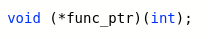 void (*func_ptr)(int);